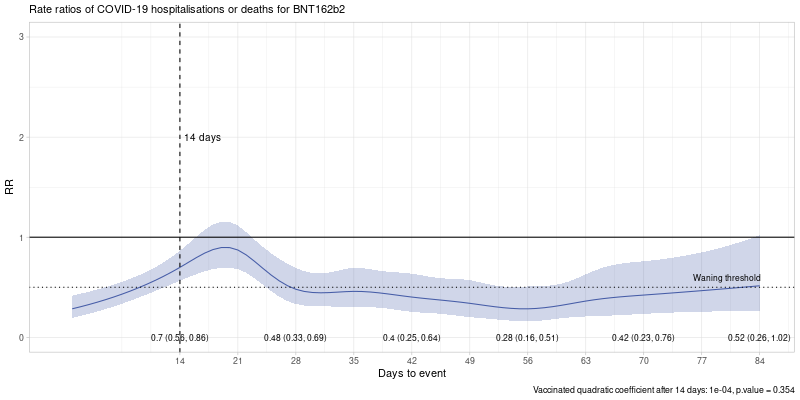 Rate ratios of COVID-19 hospitalisations or deaths for BNT162b2
3
2
14 days
RR
1
Waning threshold
0
0.7 (0.56, 0.86) 0.48 (0.33, 0.69) 0.4 (0.25, 0.64) 0.28 (0.16, 0.51) 0.42 (0.23, 0.76) 0.52 (0.26, 1.02)
14 21 28 35 42 49 56 63 70 77 84
Days to event
Vaccinated quadratic coefficient after 14 days: 1e-04, p.value = 0.354